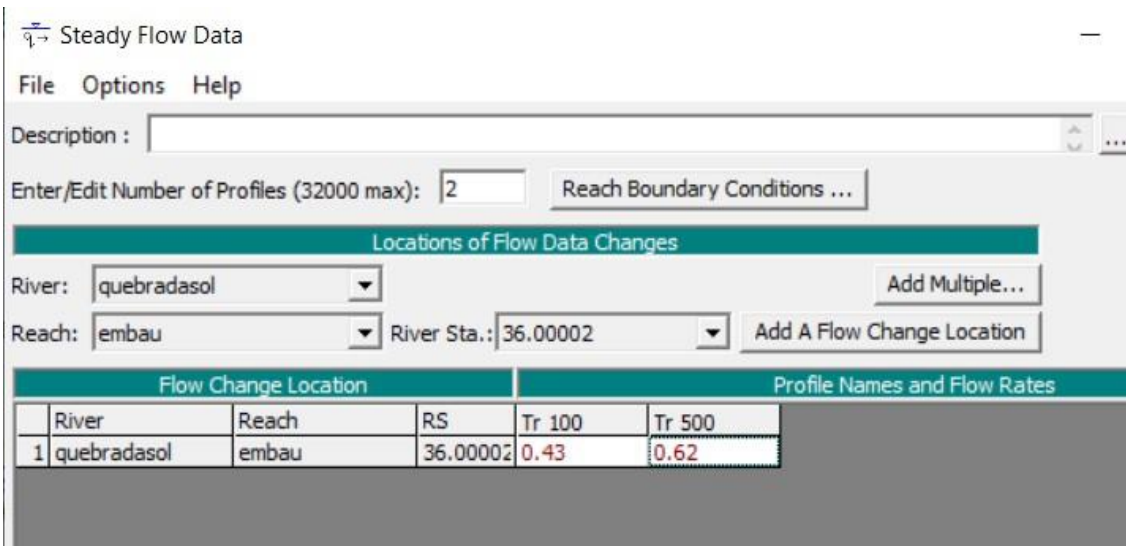 Steady Flow Data
File Options Help
Description :
...
Enter/Edit Number of Profiles (32000 max): 2 Reach Boundary Conditions ...
Locations of Flow Data Changes
River: quebradasol Add Multiple...
Reach: embau River Sta.: 36.00002 Add A Flow Change Location
Flow Change Location Profile Names and Flow Rates
River Reach RS Tr 100 Tr 500
1 quebradasol embau 36.00002 0.43 0.62